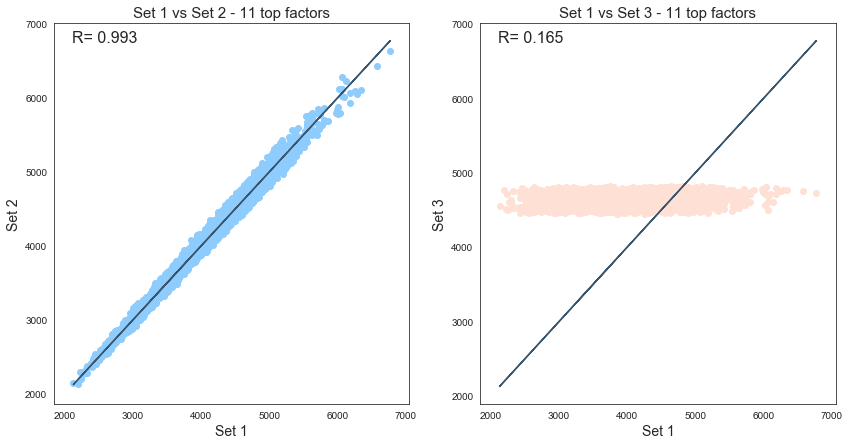 Set 1 vs Set 2 - 11 top factors
R= 0.993
7000
6000
5000
4000
3000
2000
Set 2
2000 3000 4000 5000 6000 7000
Set 1
Set 1 vs Set 3 - 11 top factors
R= 0.165
7000
6000
5000
4000
3000
2000
Set 3
2000 3000 4000 5000 6000 7000
Set 1